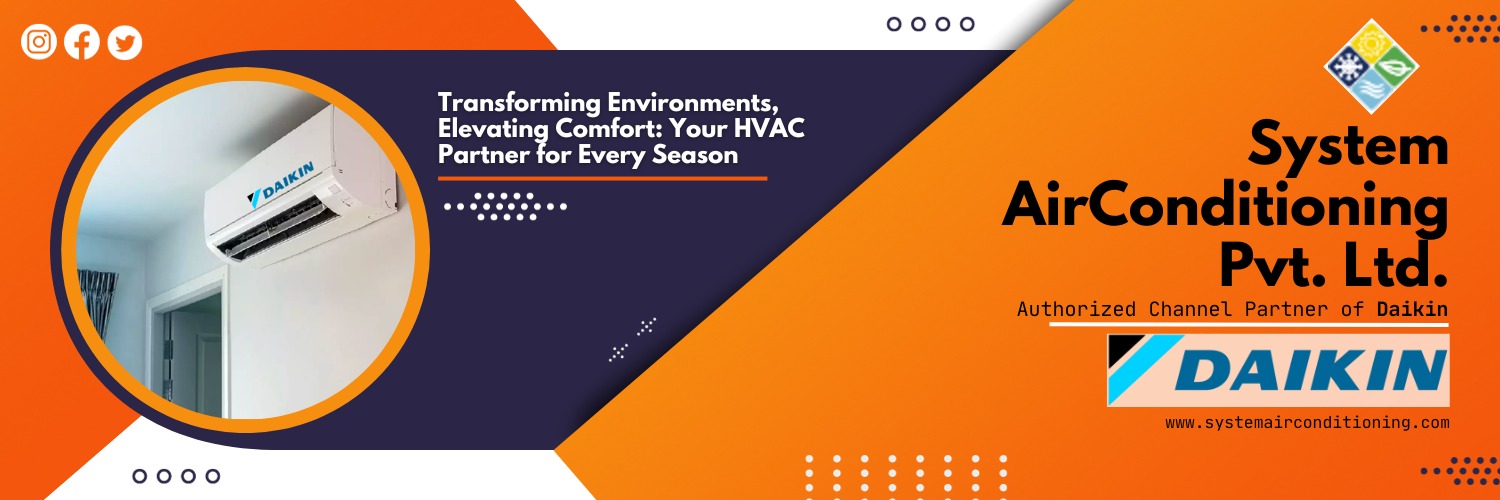 Transforming Environments,
Elevating Comfort: Your HVAC
Partner for Every Season
DAIKIN
System
AirConditioning
Pvt. Ltd.
Authorized Channel Partner of Daikin
DAIKIN
www.systemairconditioning.com